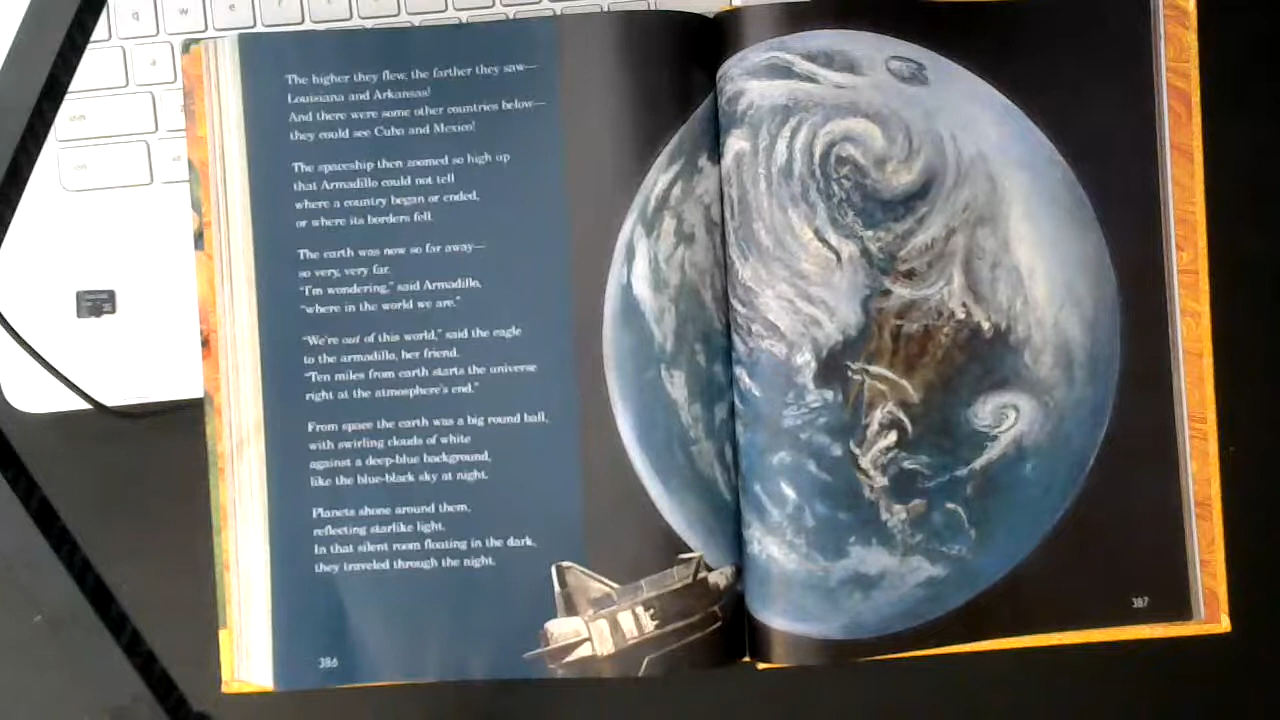 The higher they flew, the farther they saw—
Louisiana and Arkansas!
And there were some other countries below—
they could see Cuba and Mexico!
The spaceship then zoomed so high up
that Armadillo could not tell
where a country began or ended,
or where its borders fell.
The earth was now so far away—
so very, very far.
"I'm wondering," said Armadillo,
"where in the world we are."
"We're out of this world," said the eagle
to the armadillo, her friend.
"Ten miles from earth starts the universe
right at the atmosphere's end."
From space the earth was a big round ball,
with swirling clouds of white
against a deep-blue background,
like the blue-black sky at night.
Planets shone around them,
reflecting starlike light.
In that silent room floating in the dark,
they traveled through the night.
386
387
q
w
e